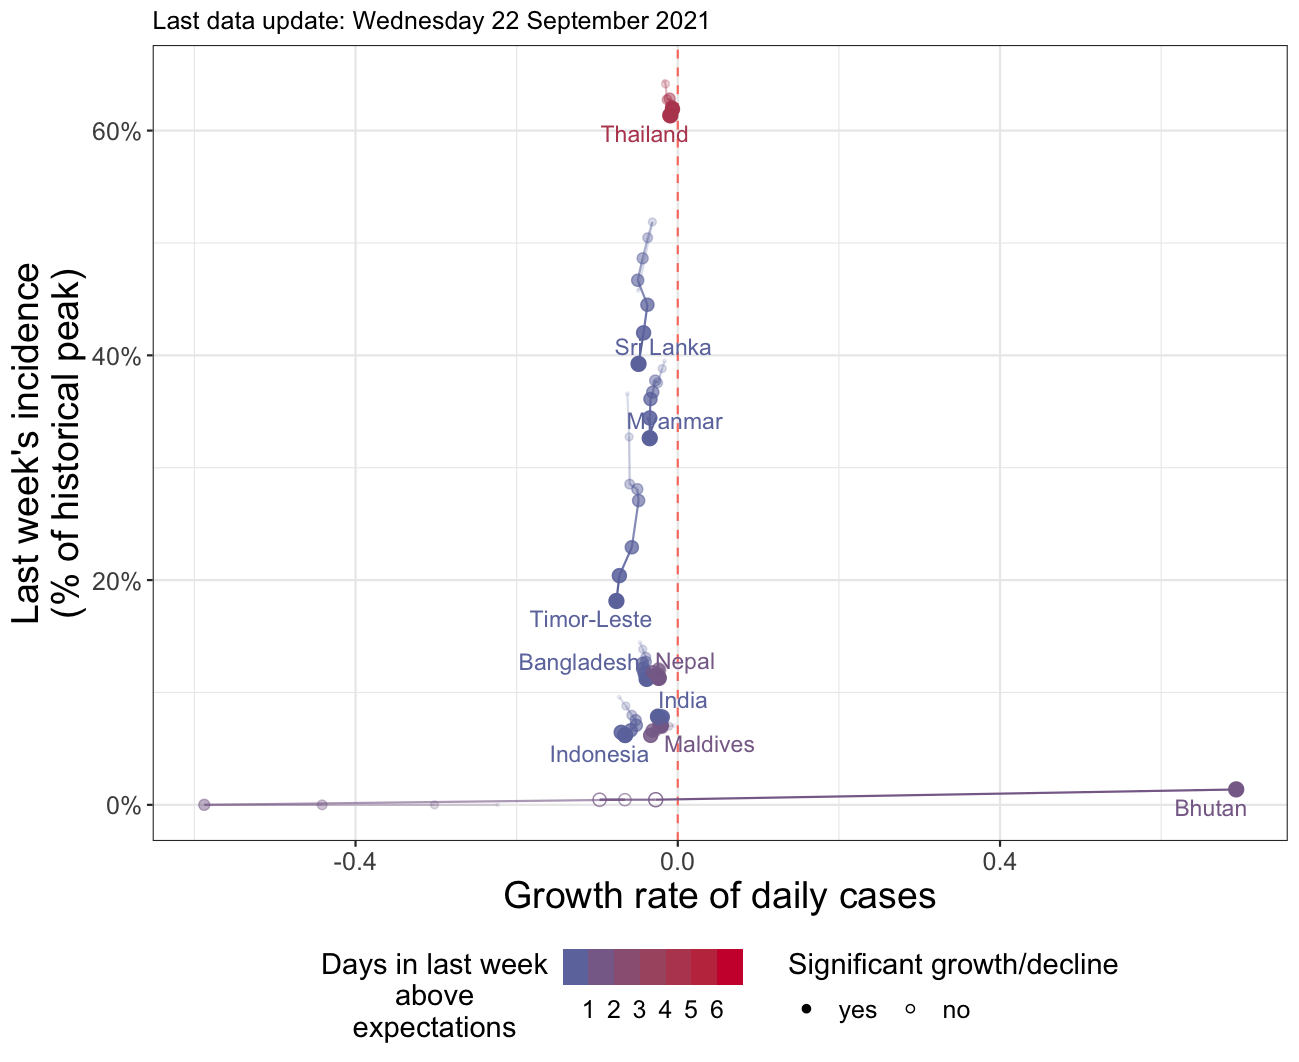 Last data update: Wednesday 22 September 2021
Last week's incidence
(% of historical peak)
60%
40%
20%
0%
Thailand
Sri Lanka
Myanmar
Timor-Leste
Bangladesh
Nepal
India
Maldives
Indonesia
Bhutan
-0.4
0.0
0.4
Growth rate of daily cases
Days in last week
above
expectations
1 2 3 4 5 6
Significant growth/decline
yes no